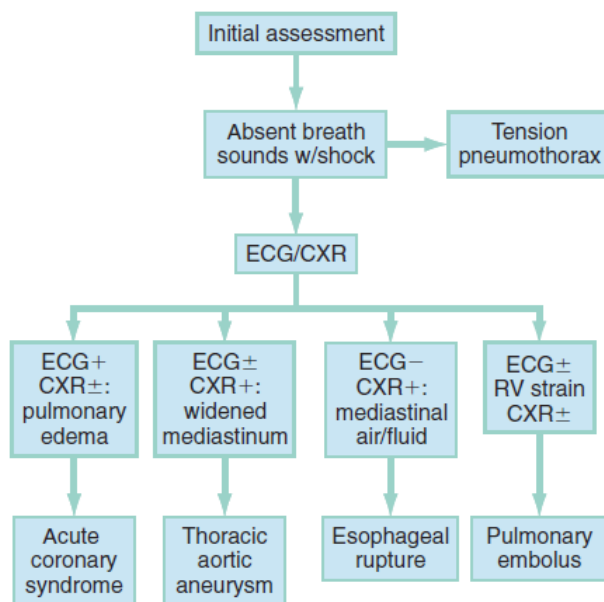 Initial assessment
Absent breath
sounds w/shock
Tension
pneumothorax
ECG/CXR
ECG+
CXR±:
pulmonary
edema
ECG±
CXR+:
widened
mediastinum
ECG−
CXR+:
mediastinal
air/fluid
ECG±
RV strain
CXR±
Acute
coronary
syndrome
Thoracic
aortic
aneurysm
Esophageal
rupture
Pulmonary
embolus